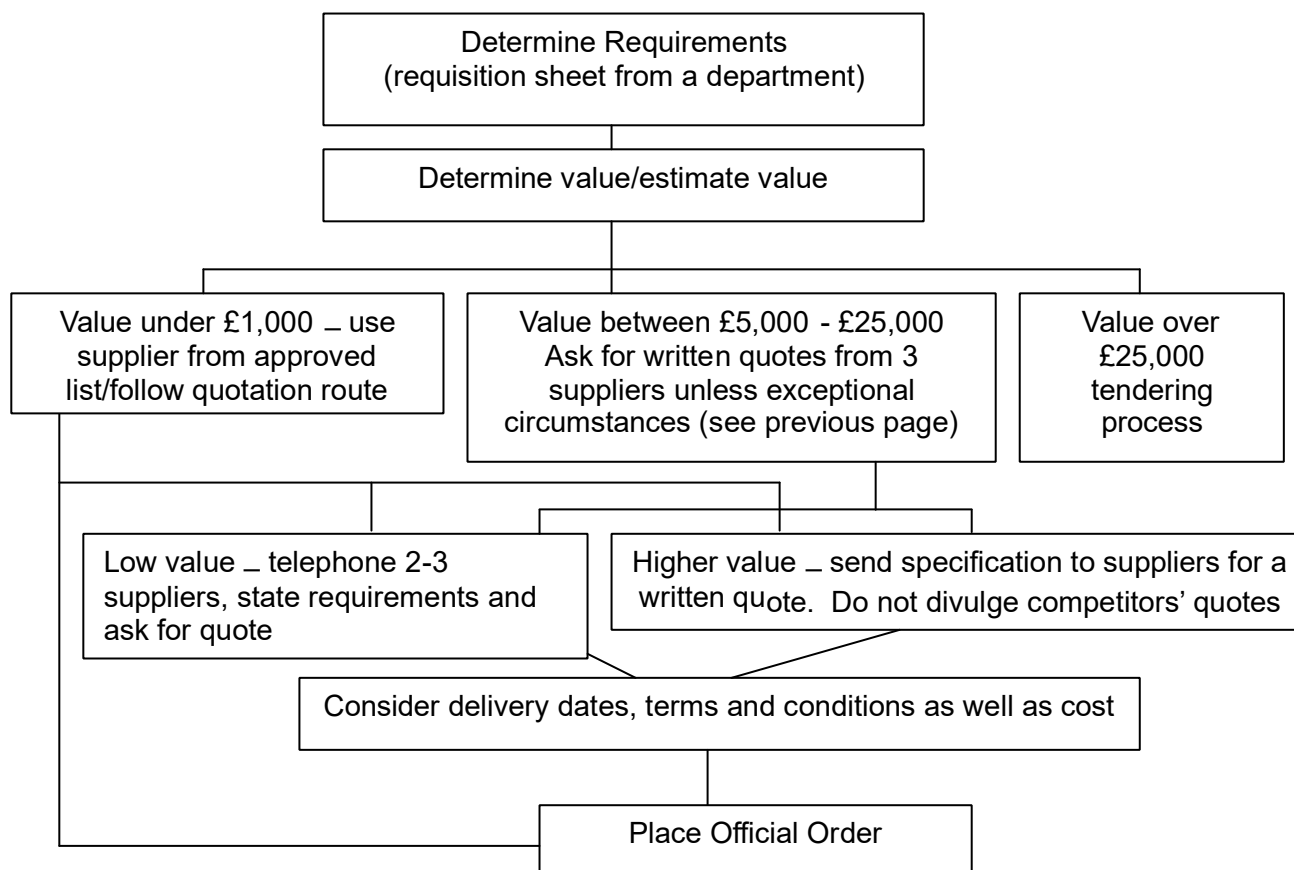 Determine Requirements
(requisition sheet from a department)
Determine value/estimate value
Value under £1,000 – use
supplier from approved
list/follow quotation route
Value between £5,000 - £25,000
Ask for written quotes from 3
suppliers unless exceptional
circumstances (see previous page)
Value over
£25,000
tendering
process
Low value – telephone 2-3
suppliers, state requirements and
ask for quote
Higher value – send specification to suppliers for a
written quote.  Do not divulge competitors’ quotes
Consider delivery dates, terms and conditions as well as cost
Place Official Order